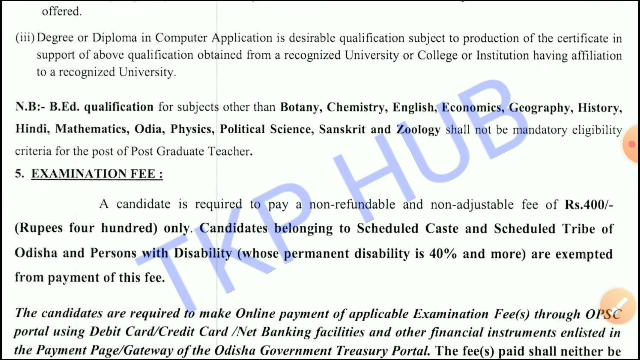 offered.
(iii) Degree or Diploma in Computer Application is desirable qualification subject to production of the certificate in
support of above qualification obtained from a recognized University or College or Institution having affiliation
to a recognized University.
N.B:- B.Ed. qualification for subjects other than Botany, Chemistry, English, Economics, Geography, History,
Hindi, Mathematics, Odia, Physics, Political Science, Sanskrit and Zoology shall not be mandatory eligibility
criteria for the post of Post Graduate Teacher.
5. EXAMINATION FEE :
A candidate is required to pay a non-refundable and non-adjustable fee of Rs.400/-
(Rupees four hundred) only. Candidates belonging to Scheduled Caste and Scheduled Tribe of
Odisha and Persons with Disability (whose permanent disability is 40% and more) are exempted
from payment of this fee.
The candidates are required to make Online payment of applicable Examination Fee(s) through OPSC
portal using Debit Card/Credit Card /Net Banking facilities and other financial instruments enlisted in
the Payment Page/Gateway of the Odisha Government Treasury Portal. The fee(s) paid shall neither be
TKP HUB